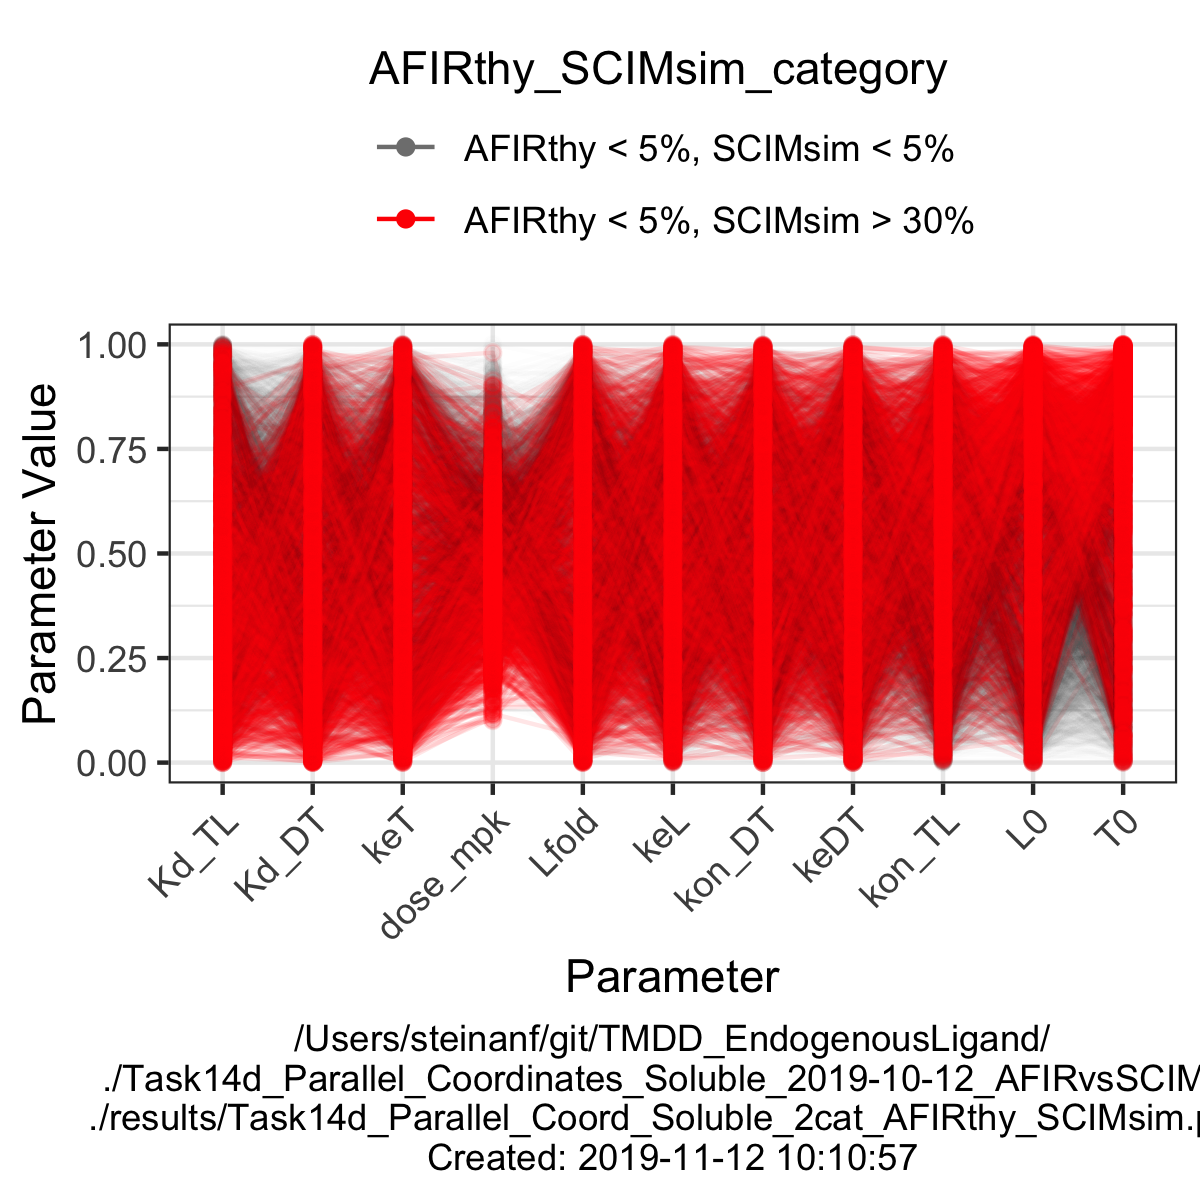 AFIRthy_SCIMsim_category
AFIRthy < 5%, SCIMsim < 5%
AFIRthy < 5%, SCIMsim > 30%
Parameter Value
1.00
0.75
0.50
0.25
0.00
Kd_TL
Kd_DT
keT
dose_mpk
Lfold
keL
kon_DT
keDT
kon_TL
L0
T0
Parameter
/Users/steinanf/git/TMDD_EndogenousLigand/
./Task14d_Parallel_Coordinates_Soluble_2019-10-12_AFIRvsSCIM
./results/Task14d_Parallel_Coord_Soluble_2cat_AFIRthy_SCIMsim.p
Created: 2019-11-12 10:10:57